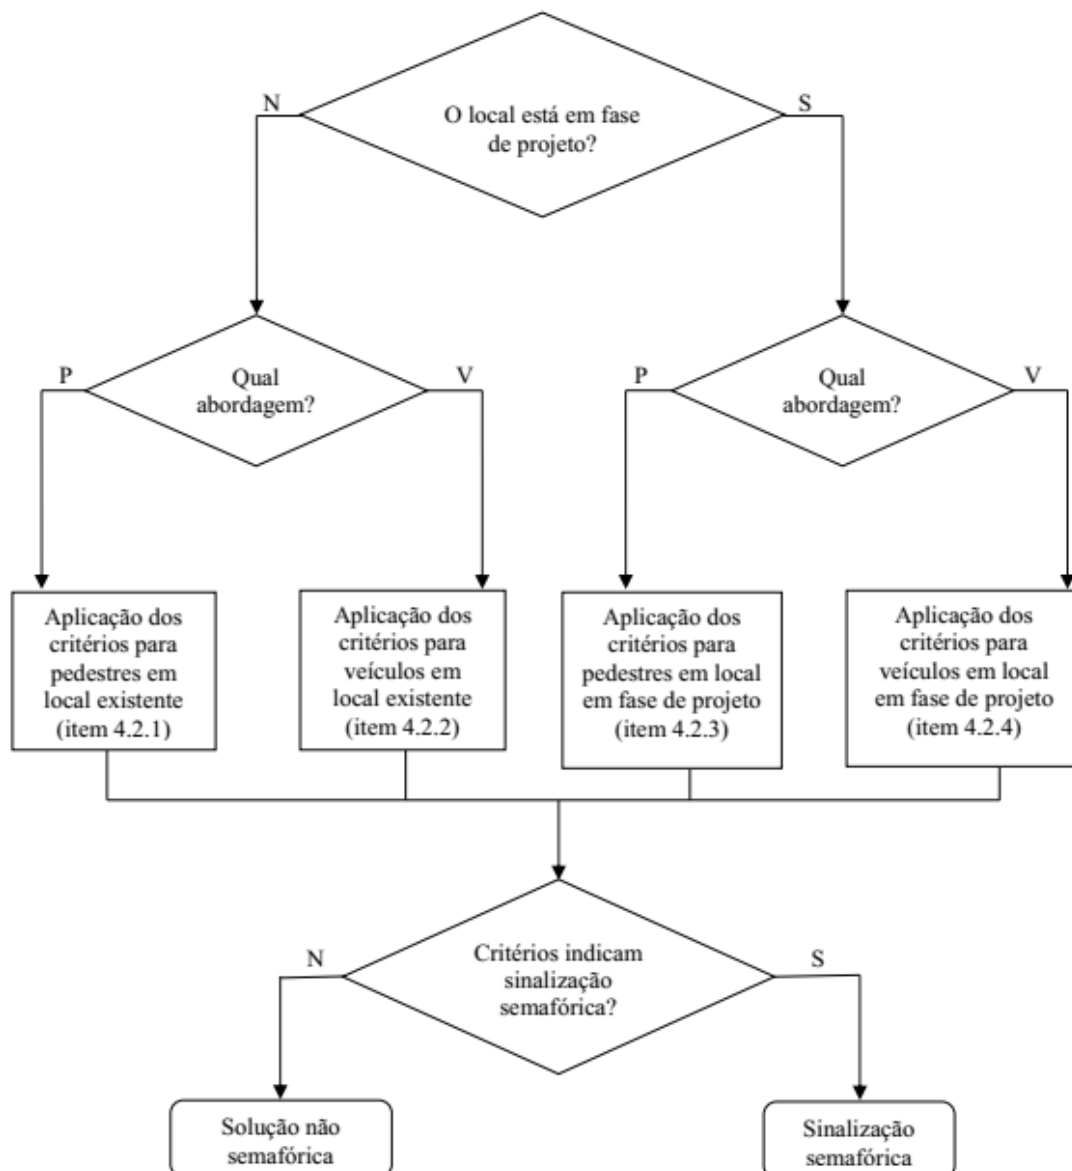 O local está em fase
de projeto?
N
S
Qual
abordagem?
P
V
Qual
abordagem?
P
V
Aplicação dos
critérios para
pedestres em
local existente
(item 4.2.1)
Aplicação dos
critérios para
veículos em
local existente
(item 4.2.2)
Aplicação dos
critérios para
pedestres em local
em fase de projeto
(item 4.2.3)
Aplicação dos
critérios para
veículos em local
em fase de projeto
(item 4.2.4)
Critérios indicam
sinalização
semafórica?
N
S
Solução não
semafórica
Sinalização
semafórica